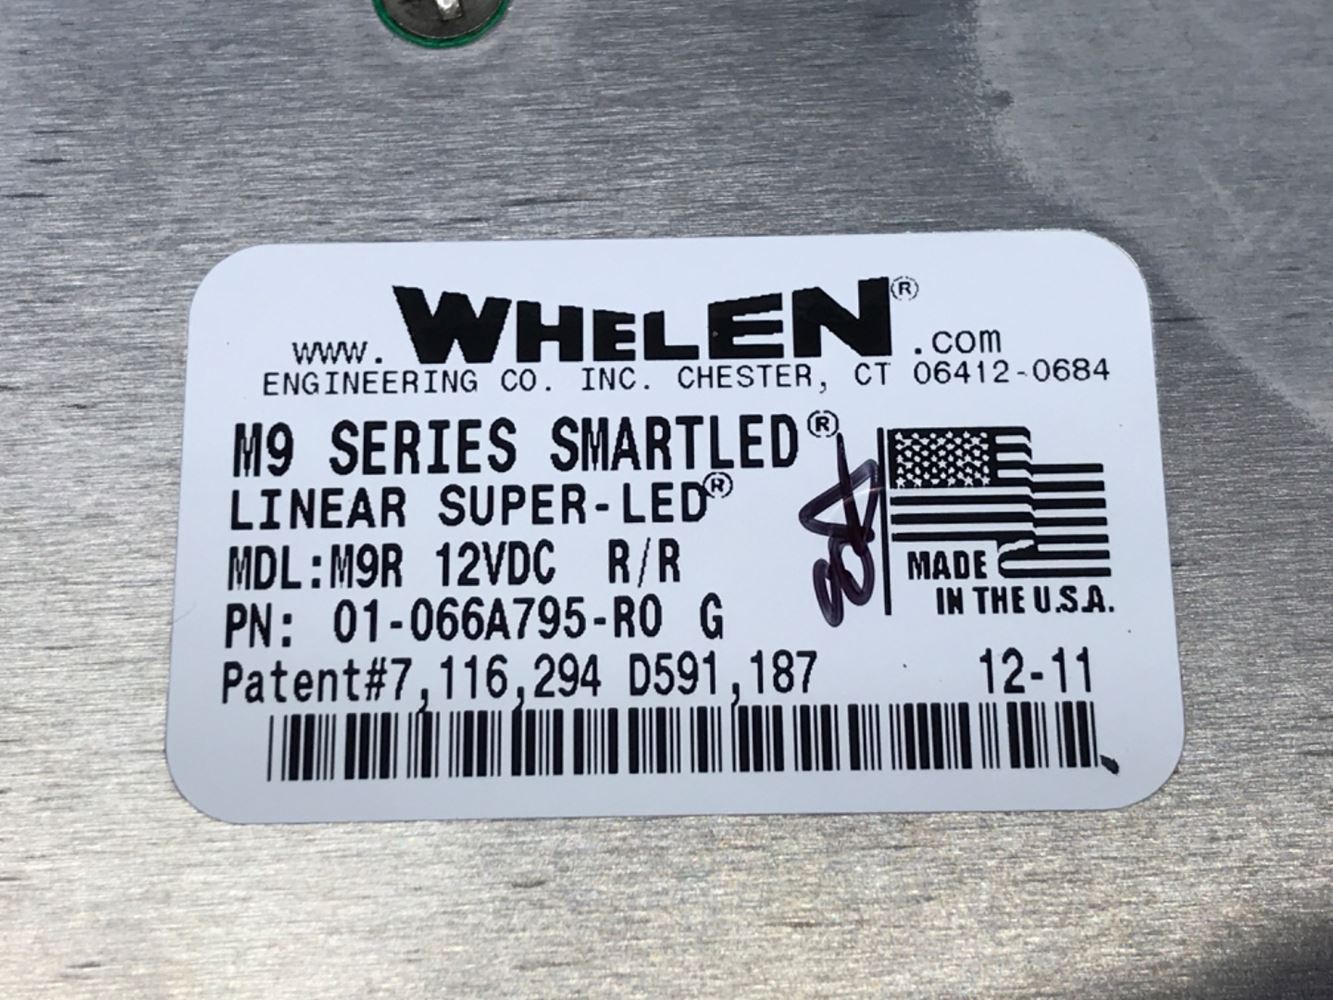 www.WHELEN®.com
ENGINEERING CO. INC. CHESTER, CT 06412-0684
M9 SERIES SMARTLED®
LINEAR SUPER-LED®
MDL:M9R 12VDC R/R
PN: 01-066A795-R0 G
MADE
IN THE U.S.A.
Patent#7,116,294 D591,187 12-11